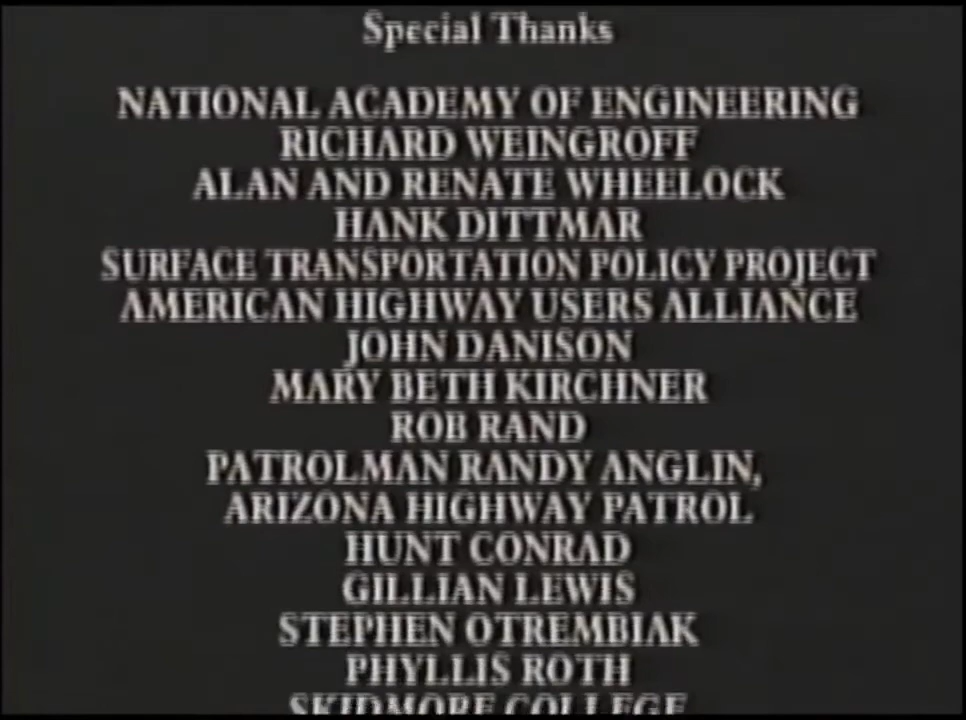 Special Thanks
NATIONAL ACADEMY OF ENGINEERING
RICHARD WEINGROFF
ALAN AND RENATE WHEELOCK
HANK DITTMAR
SURFACE TRANSPORTATION POLICY PROJECT
AMERICAN HIGHWAY USERS ALLIANCE
JOHN DANISON
MARY BETH KIRCHNER
ROB RAND
PATROLMAN RANDY ANGLIN,
ARIZONA HIGHWAY PATROL
HUNT CONRAD
GILLIAN LEWIS
STEPHEN OTREMBIAK
PHYLLIS ROTH
SKIDMORE COLLEGE